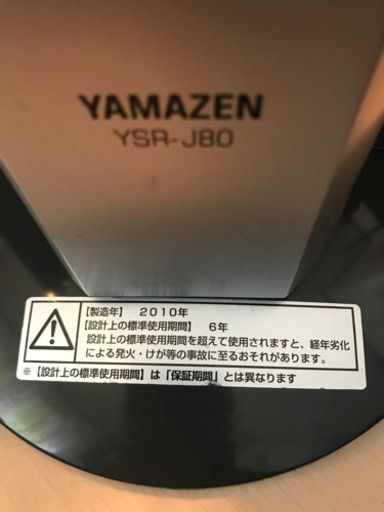 YAMAZEN
YSR-J80
【製造年】 2010年
【設計上の標準使用期間】 6年
設計上の標準使用期間を超えて使用されますと、経年劣化
による発火・けが等の事故に至るおそれがあります。
※【設計上の標準使用期間】は「保証期間」とは異なります